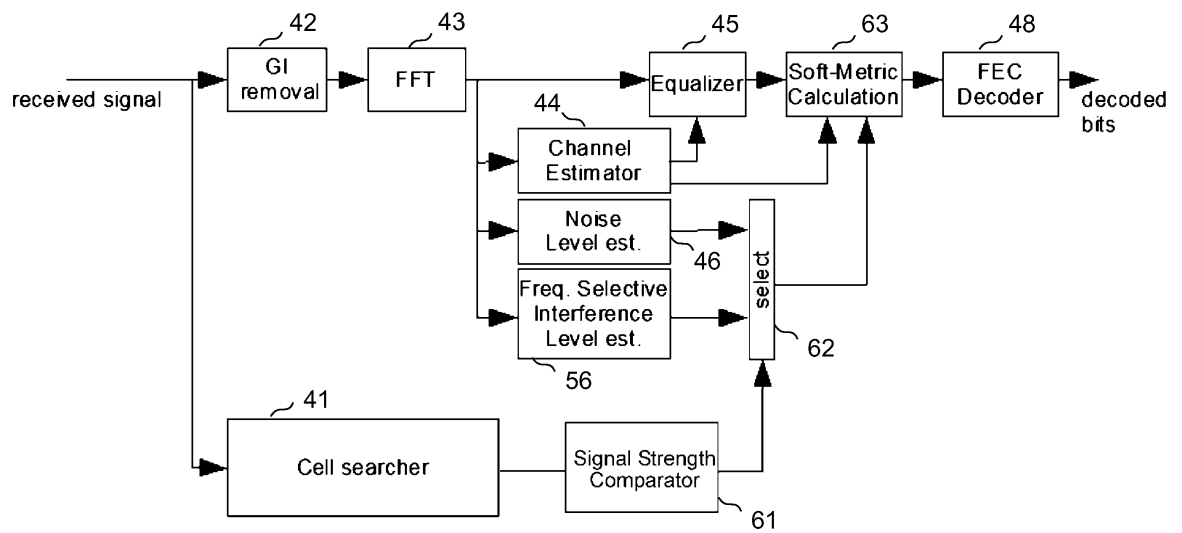 42
43
45
63
48
GI
removal
FFT
Equalizer
Soft-Metric
Calculation
FEC
Decoder
received signal
decoded
bits
44
Channel
Estimator
Noise
Level est.
46
select
Freq. Selective
Interference
Level est.
62
56
41
Cell searcher
Signal Strength
Comparator
61